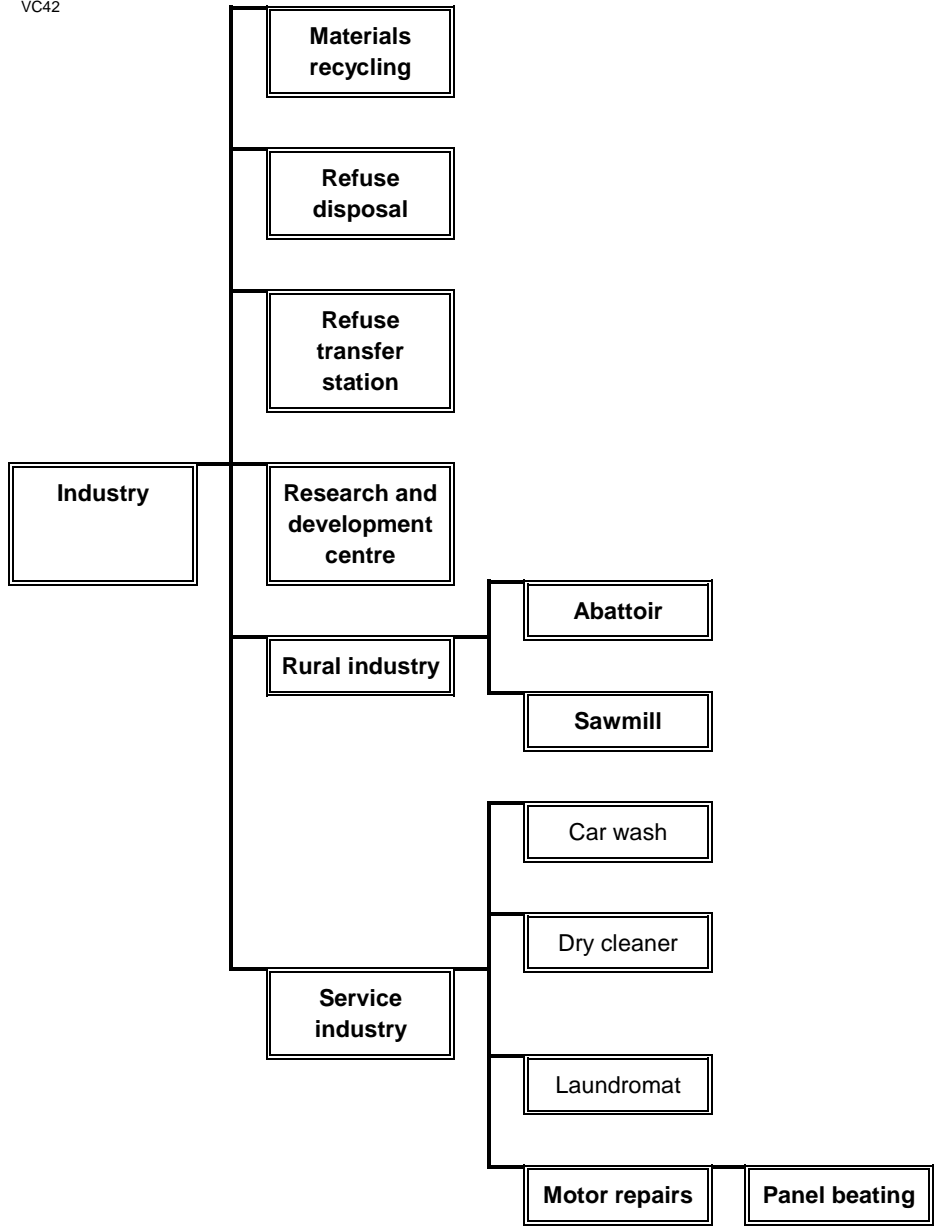 VC42
Materials
recycling
Refuse
disposal
Refuse
transfer
station
Industry
Research and
development
centre
Rural industry
Abattoir
Sawmill
Service
industry
Car wash
Dry cleaner
Laundromat
Motor repairs
Panel beating